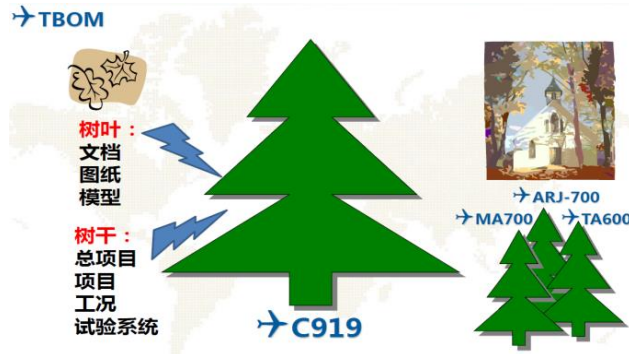 TBOM
树叶：
文档
图纸
模型
树干：
总项目
项目
工况
试验系统
C919
ARJ-700
MA700
TA600